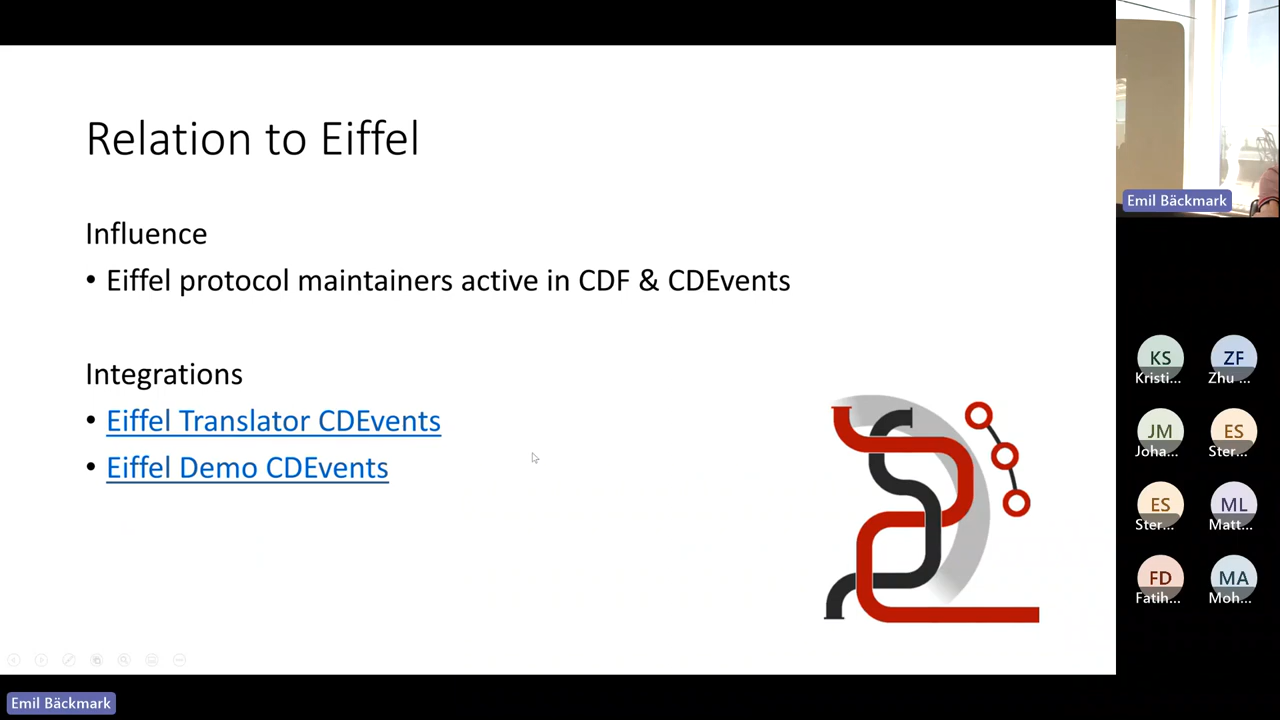 Relation to Eiffel
Influence
• Eiffel protocol maintainers active in CDF & CDEvents
Integrations
• Eiffel Translator CDEvents
• Eiffel Demo CDEvents
Emil Bäckmark
Emil Bäckmark
KS
Kristi...
ZF
Zhu ...
JM
Joha...
ES
Ster...
ES
Ster...
ML
Matt...
FD
Fatih...
MA
Moh...